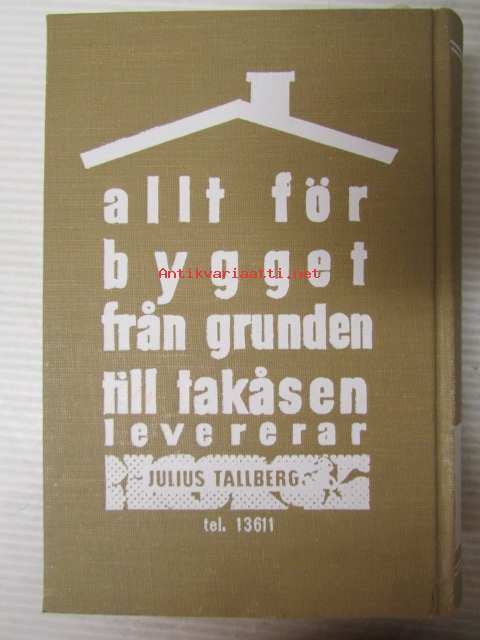 allt för
bygget
Antikvariaatti.net
från grunden
till takåsen
levererar
JULIUS TALLBERG
tel. 13611